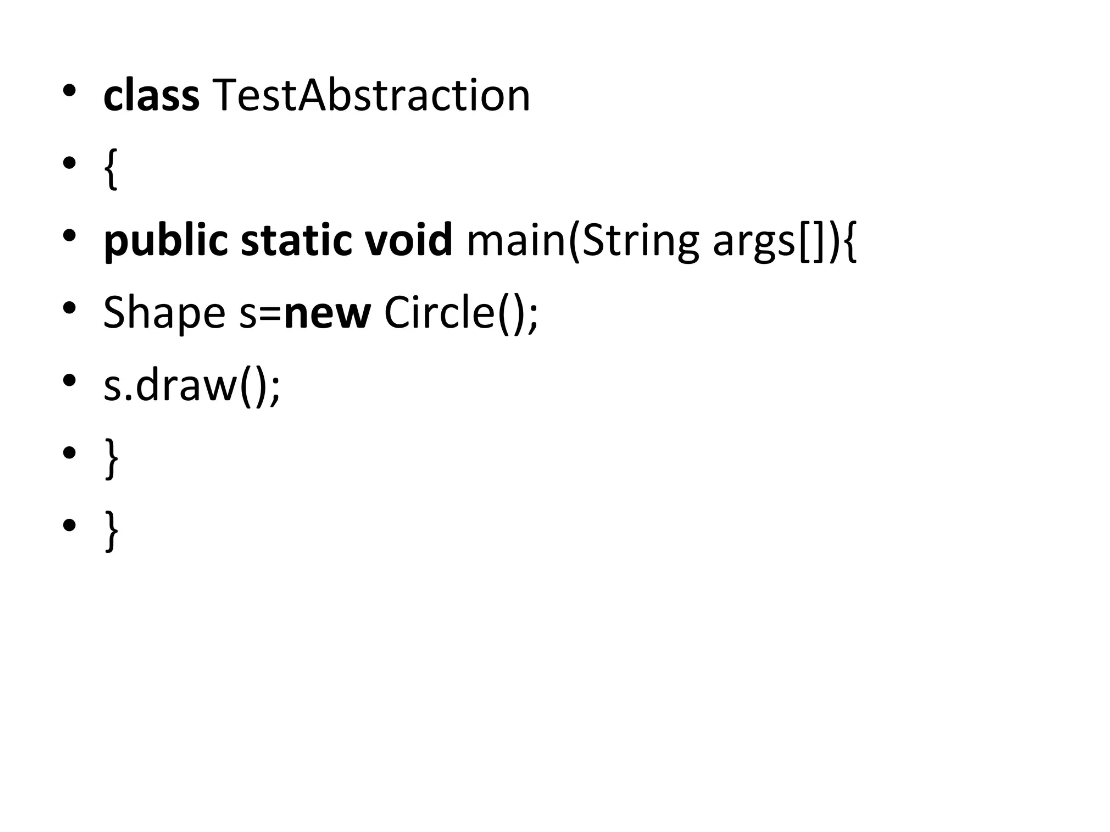 • class TestAbstraction
• {
• public static void main(String args[]){
• Shape s=new Circle();
• s.draw();
• }
• }